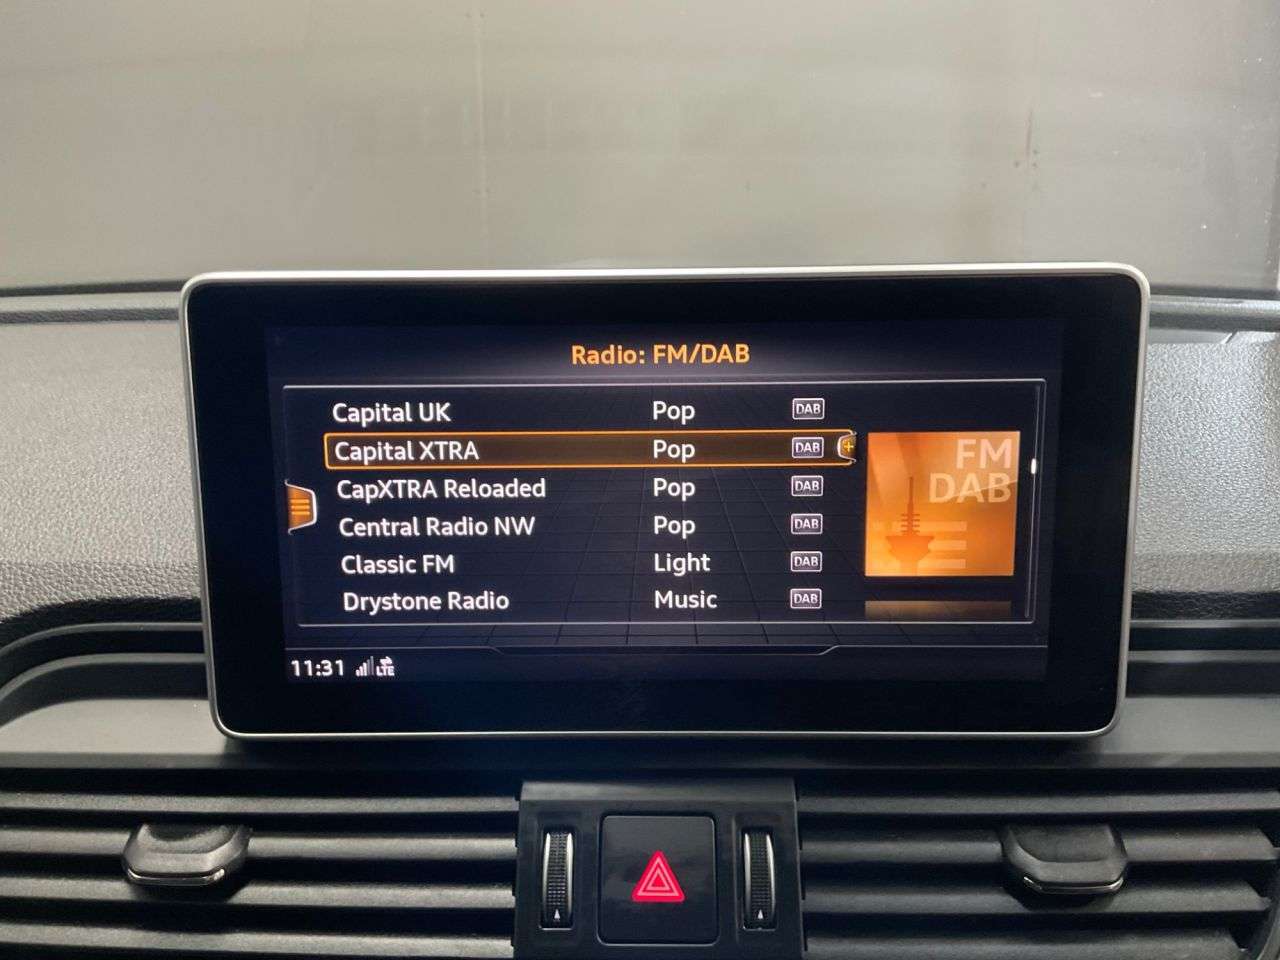 Radio: FM/DAB
Capital UK Pop DAB
Capital XTRA Pop DAB
CapXTRA Reloaded Pop DAB
Central Radio NW Pop DAB
Classic FM Light DAB
Drystone Radio Music DAB
FM
DAB
11:31 LTE